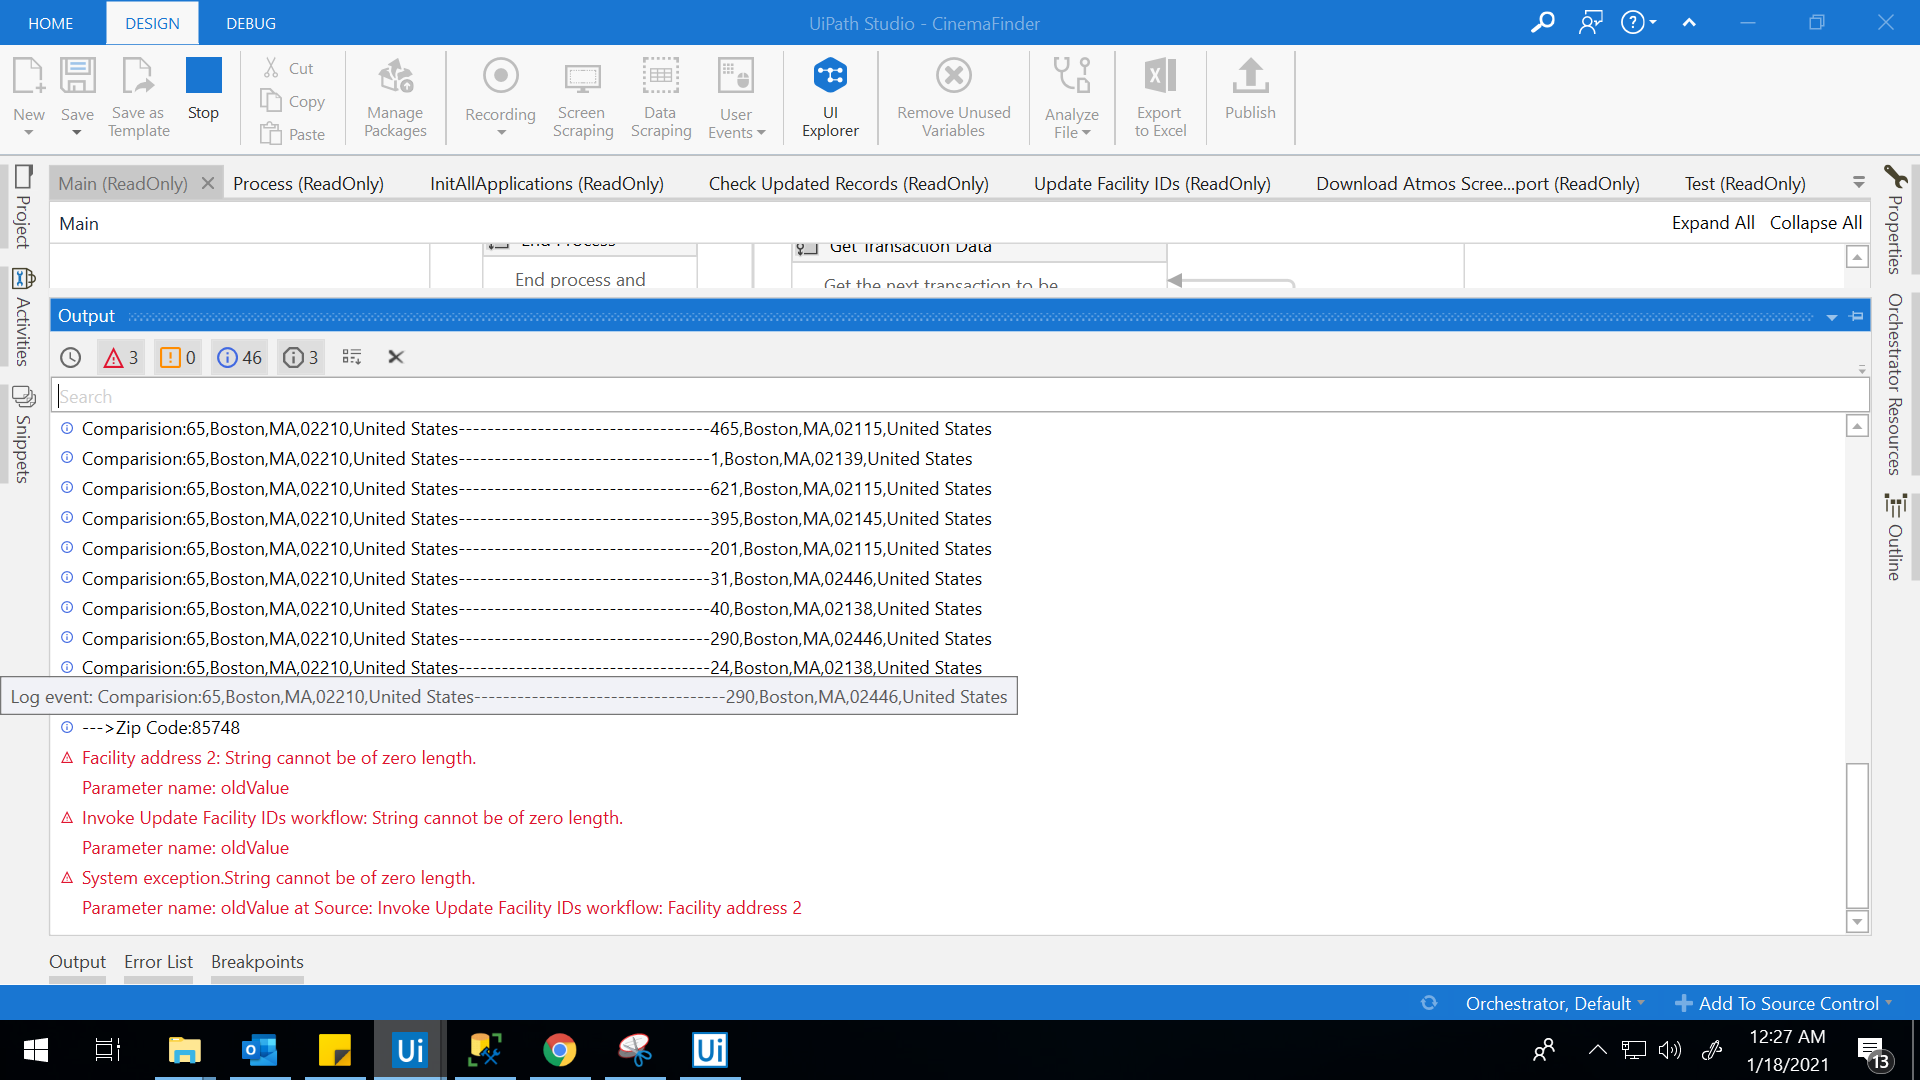 HOME DESIGN DEBUG UiPath Studio - CinemaFinder
New Save Save as Template Stop Cut Copy Paste Manage Packages Recording Screen Scraping Data Scraping User Events UI Explorer Remove Unused Variables Analyze File Export to Excel Publish
Main (ReadOnly) Process (ReadOnly) InitAllApplications (ReadOnly) Check Updated Records (ReadOnly) Update Facility IDs (ReadOnly) Download Atmos Scree...port (ReadOnly) Test (ReadOnly)
Project
Activities
Snippets
Properties
Orchestrator Resources
Outline
Main Expand All Collapse All
End Process Get Transaction Data
End process and Get the next transaction to be
Output
3 0 46 3
Search
Comparision:65,Boston,MA,02210,United States-----------------------------------465,Boston,MA,02115,United States
Comparision:65,Boston,MA,02210,United States-----------------------------------1,Boston,MA,02139,United States
Comparision:65,Boston,MA,02210,United States-----------------------------------621,Boston,MA,02115,United States
Comparision:65,Boston,MA,02210,United States-----------------------------------395,Boston,MA,02145,United States
Comparision:65,Boston,MA,02210,United States-----------------------------------201,Boston,MA,02115,United States
Comparision:65,Boston,MA,02210,United States-----------------------------------31,Boston,MA,02446,United States
Comparision:65,Boston,MA,02210,United States-----------------------------------40,Boston,MA,02138,United States
Comparision:65,Boston,MA,02210,United States-----------------------------------290,Boston,MA,02446,United States
Comparision:65,Boston,MA,02210,United States-----------------------------------24,Boston,MA,02138,United States
Log event: Comparision:65,Boston,MA,02210,United States-----------------------------------290,Boston,MA,02446,United States
--->Zip Code:85748
Facility address 2: String cannot be of zero length.
Parameter name: oldValue
Invoke Update Facility IDs workflow: String cannot be of zero length.
Parameter name: oldValue
System exception.String cannot be of zero length.
Parameter name: oldValue at Source: Invoke Update Facility IDs workflow: Facility address 2
Output Error List Breakpoints
Orchestrator, Default Add To Source Control
Ui Ui
12:27 AM
1/18/2021
13